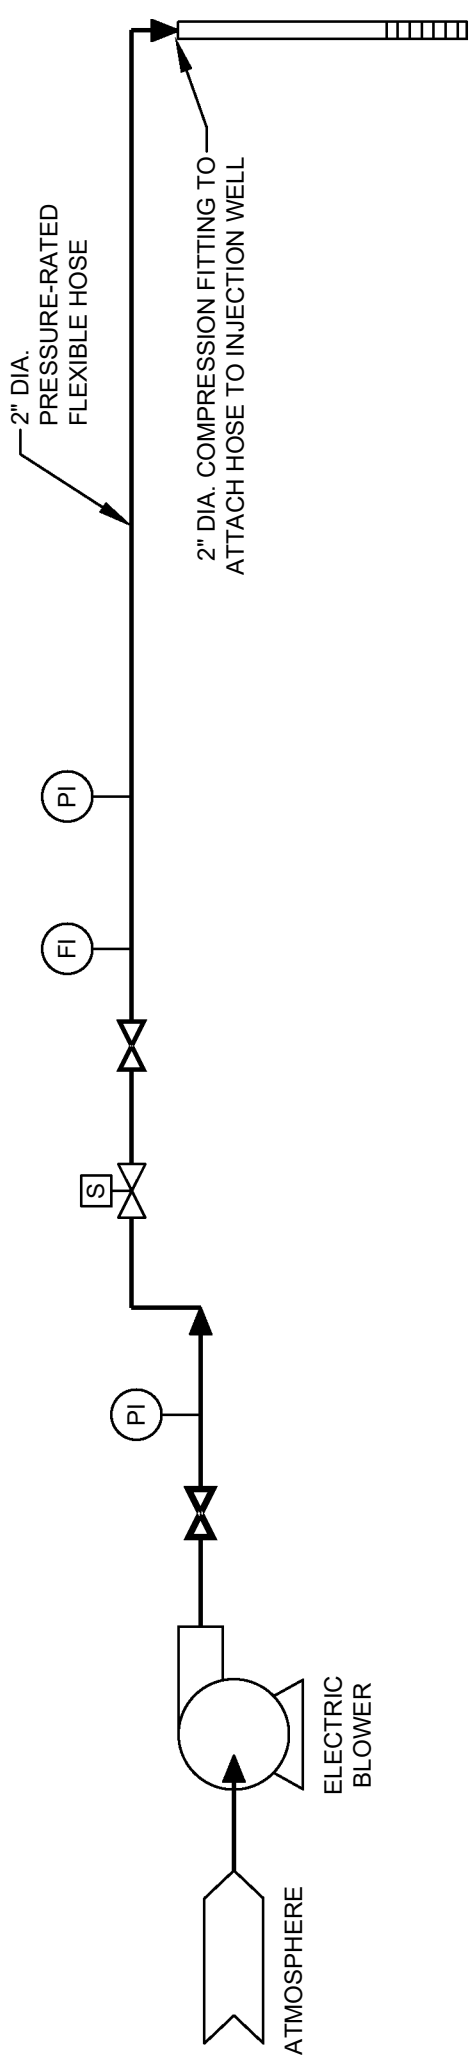 ATMOSPHERE
ELECTRIC
BLOWER
PI
S
FI
PI
2" DIA.
PRESSURE-RATED
FLEXIBLE HOSE
2" DIA. COMPRESSION FITTING TO
ATTACH HOSE TO INJECTION WELL